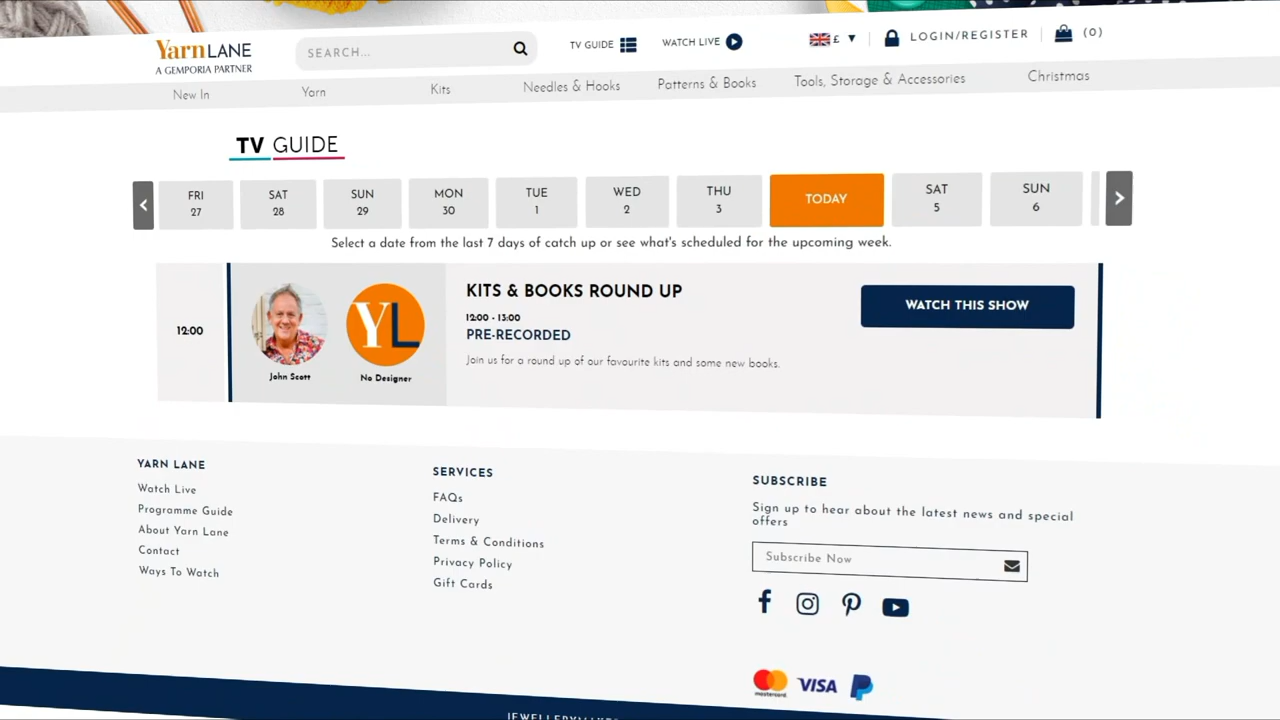 YarnLANE
A GEMPORIA PARTNER
SEARCH...
TV GUIDE
WATCH LIVE
£
LOGIN/REGISTER
(0)
New In
Yarn
Kits
Needles & Hooks
Patterns & Books
Tools, Storage & Accessories
Christmas
TV GUIDE
FRI
27
SAT
28
SUN
29
MON
30
TUE
1
WED
2
THU
3
TODAY
SAT
5
SUN
6
Select a date from the last 7 days of catch up or see what's scheduled for the upcoming week.
12:00
YL
John Scott
No Designer
KITS & BOOKS ROUND UP
12:00 - 13:00
PRE-RECORDED
Join us for a round up of our favourite kits and some new books.
WATCH THIS SHOW
YARN LANE
Watch Live
Programme Guide
About Yarn Lane
Contact
Ways To Watch
SERVICES
FAQs
Delivery
Terms & Conditions
Privacy Policy
Gift Cards
SUBSCRIBE
Sign up to hear about the latest news and special
offers
Subscribe Now
mastercard
VISA